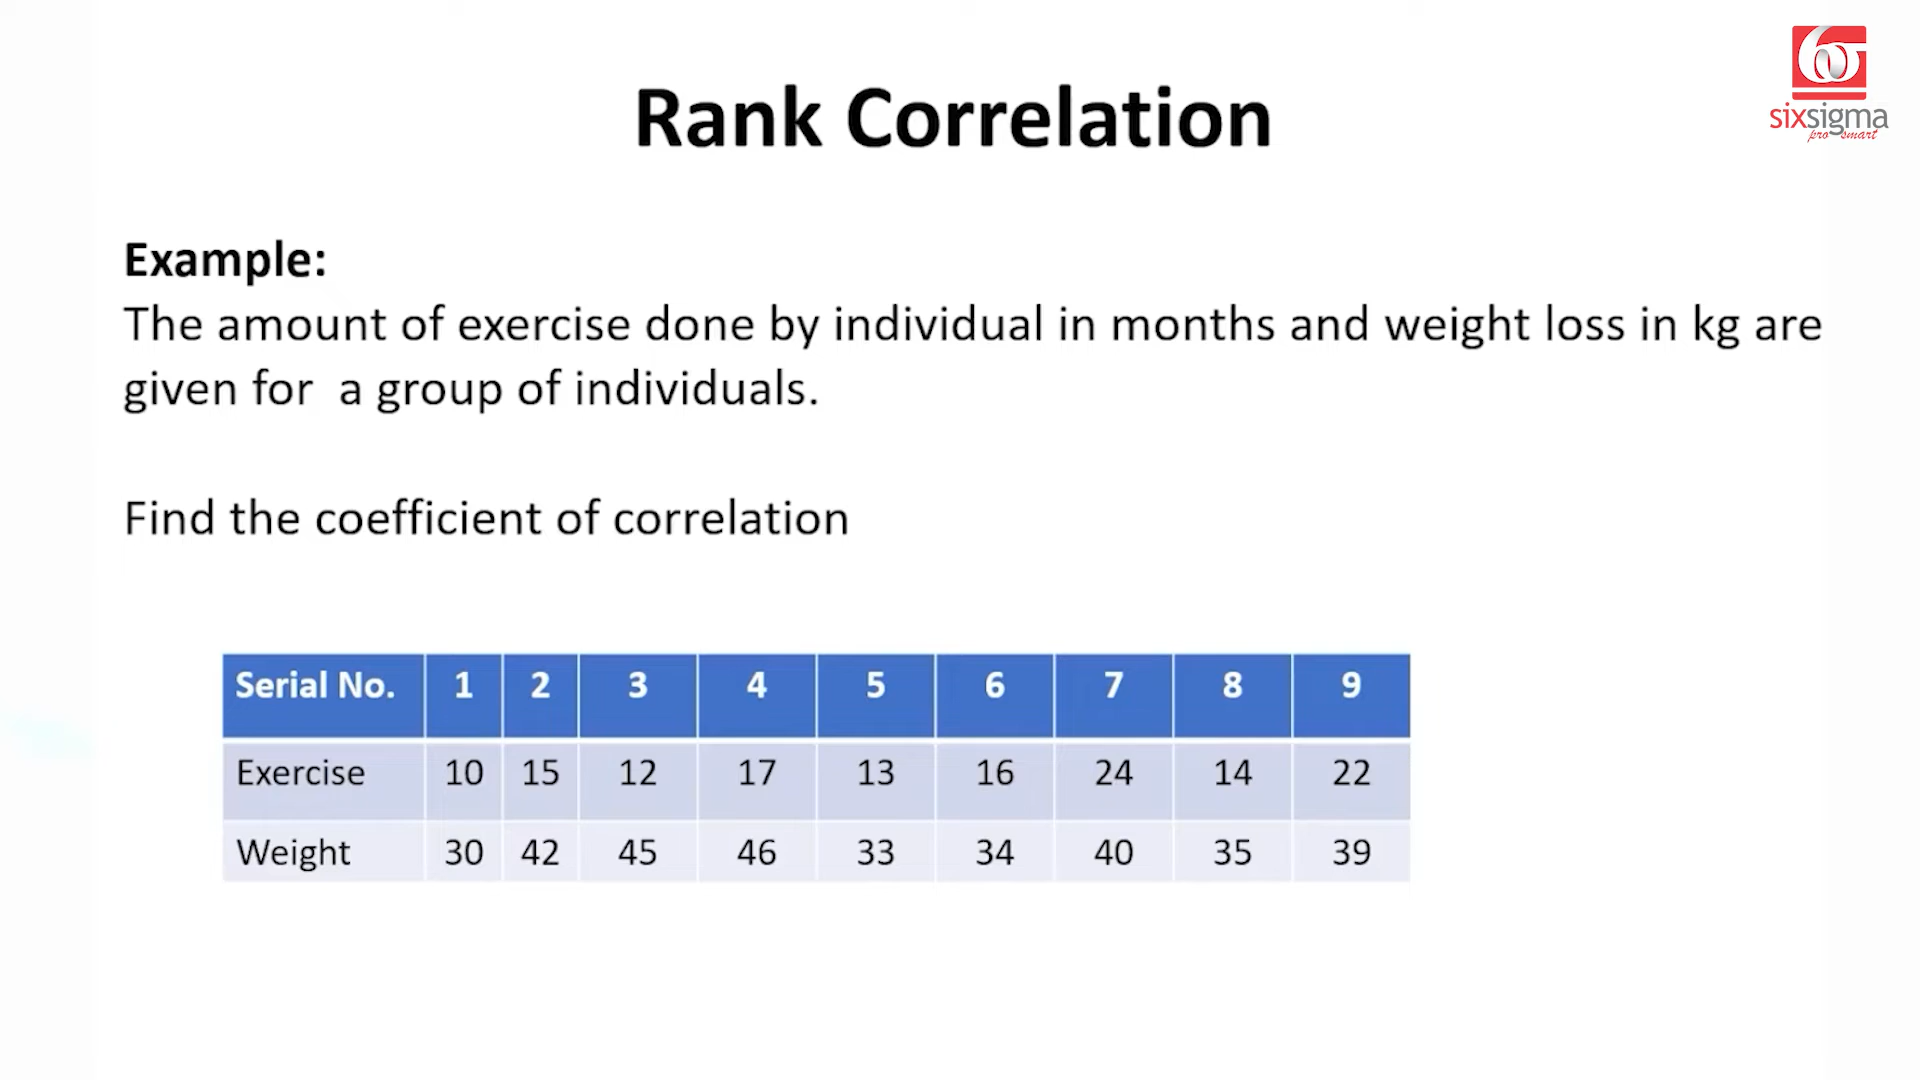 sixsigma
pro smart
Rank Correlation
Example:
The amount of exercise done by individual in months and weight loss in kg are
given for a group of individuals.
Find the coefficient of correlation
Serial No. 1 2 3 4 5 6 7 8 9
Exercise 10 15 12 17 13 16 24 14 22
Weight 30 42 45 46 33 34 40 35 39